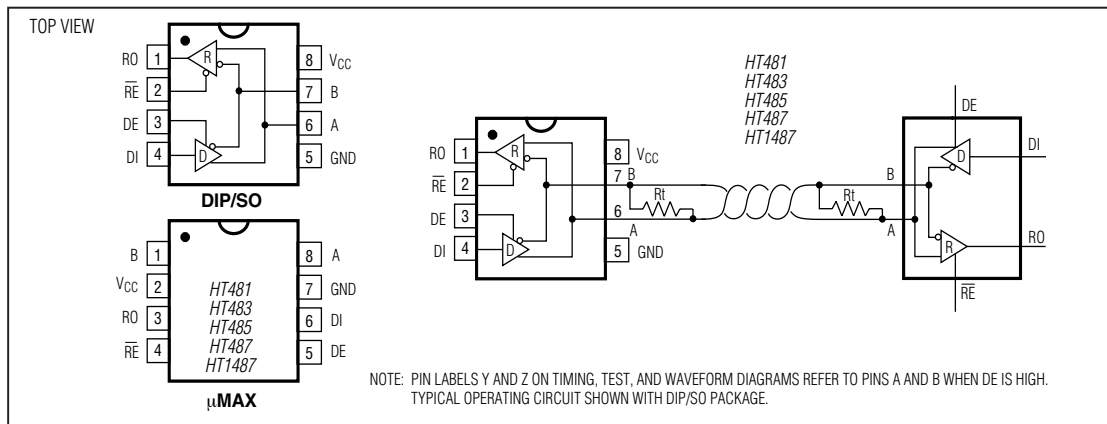 TOP VIEW
RO 1
RE 2
DE 3
DI 4
8 VCC
7 B
6 A
5 GND
R
D
DIP/SO
B 1
VCC 2
RO 3
RE 4
8 A
7 GND
6 DI
5 DE
HT481
HT483
HT485
HT487
HT1487
µMAX
RO 1
RE 2
DE 3
DI 4
R
D
8 VCC
7 B
6
A
5 GND
Rt
HT481
HT483
HT485
HT487
HT1487
Rt
B
A
DE
D
DI
R
RO
RE
NOTE: PIN LABELS Y AND Z ON TIMING, TEST, AND WAVEFORM DIAGRAMS REFER TO PINS A AND B WHEN DE IS HIGH.
TYPICAL OPERATING CIRCUIT SHOWN WITH DIP/SO PACKAGE.